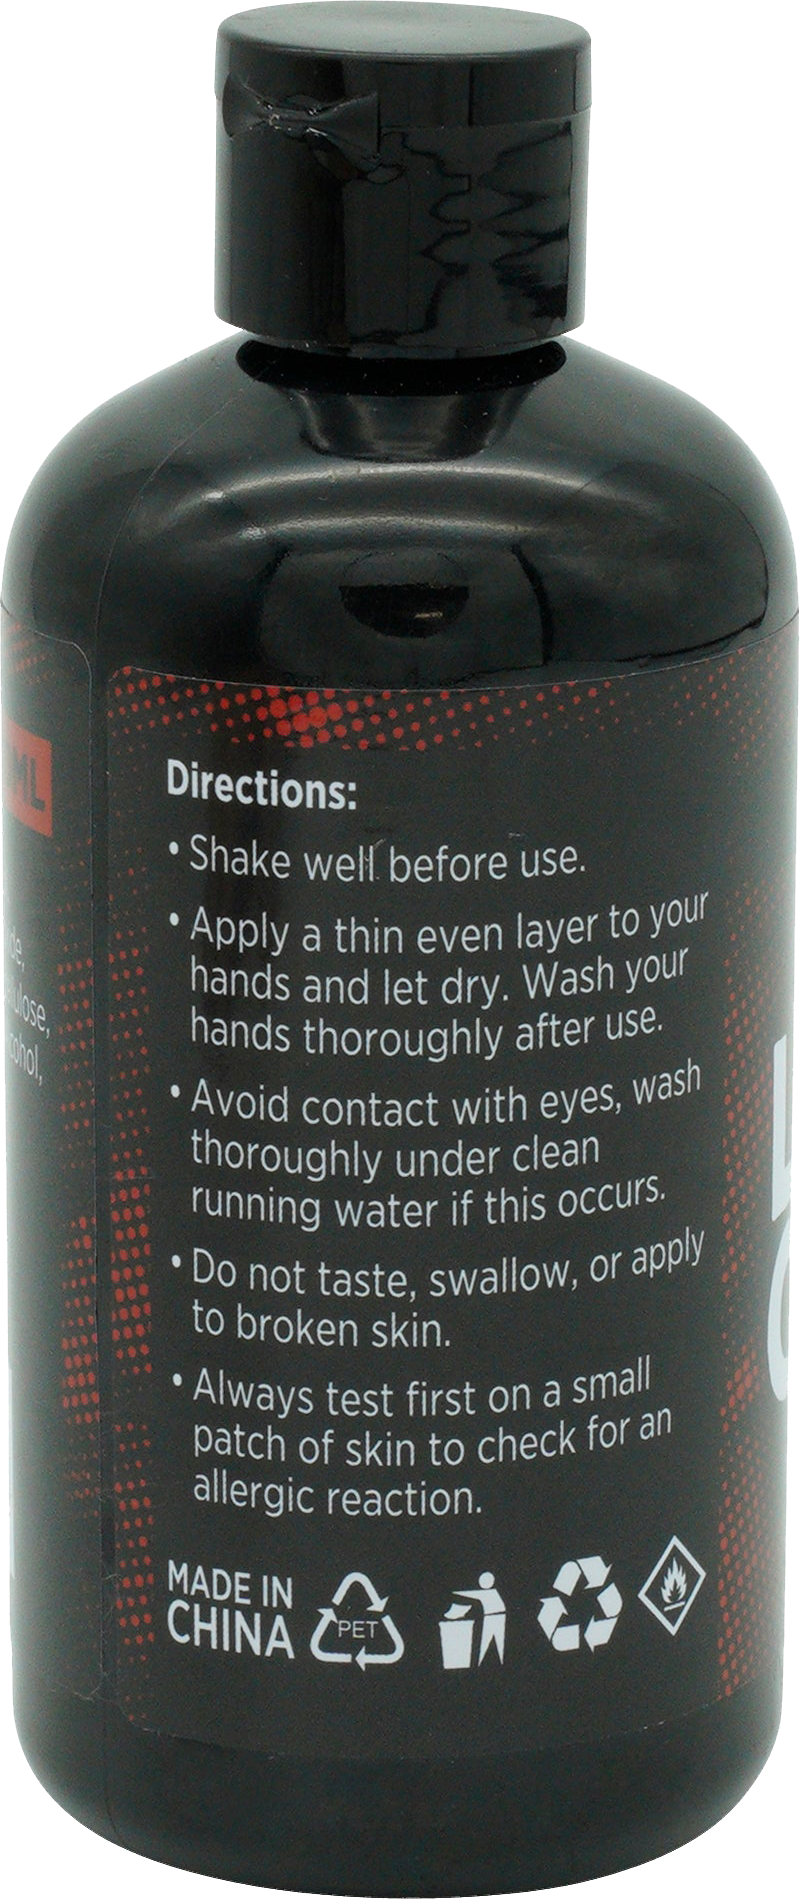 ML
Directions:
• Shake well before use.
• Apply a thin even layer to your
hands and let dry. Wash your
hands thoroughly after use.
• Avoid contact with eyes, wash
thoroughly under clean
running water if this occurs.
• Do not taste, swallow, or apply
to broken skin.
• Always test first on a small
patch of skin to check for an
allergic reaction.
MADE IN
CHINA
PET